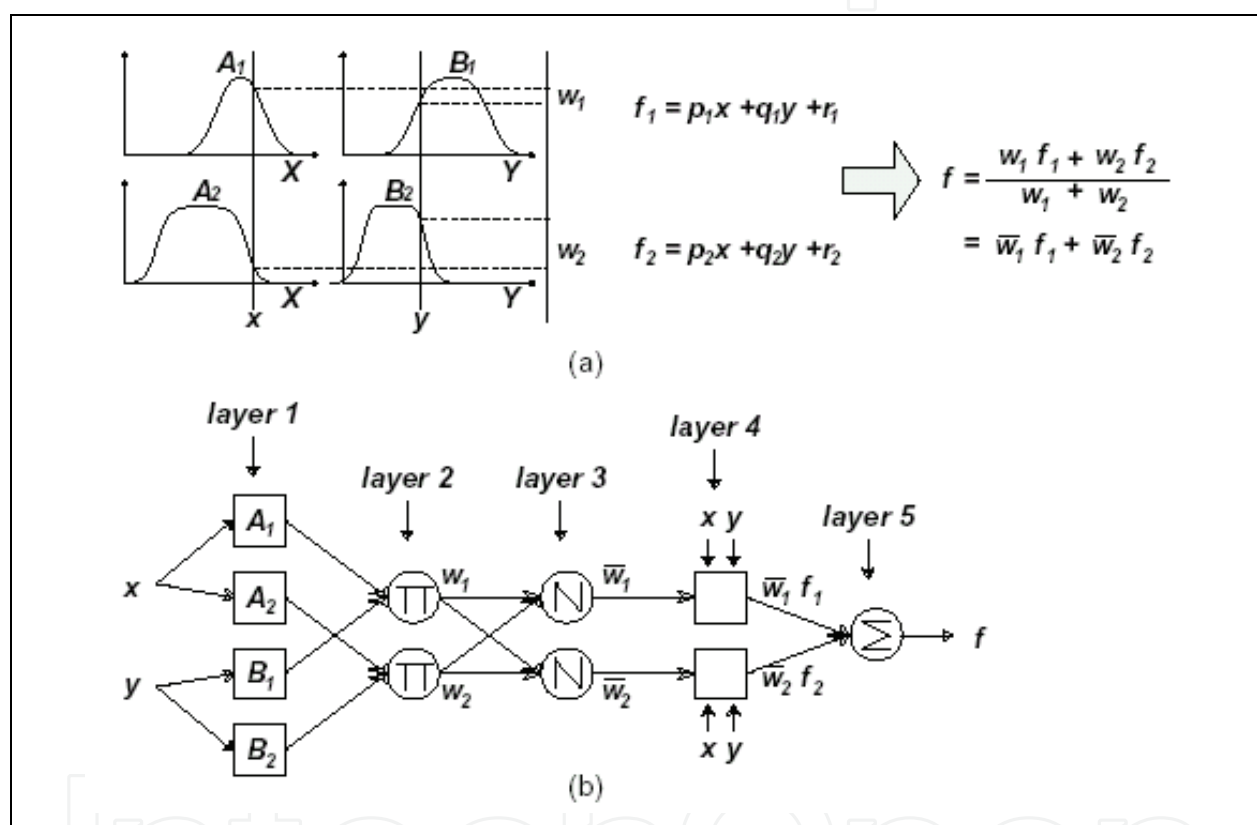 A1 B1
w1 f1 = p1x +q1y +r1
X Y
f = w1 f1 + w2 f2
w1 + w2
A2 B2
w2 f2 = p2x +q2y +r2
= w̅1 f1 + w̅2 f2
X Y
x y
(a)
layer 1
layer 4
layer 2 layer 3
x y layer 5
A1
w1 w̅1
x Π N w̅1 f1
A2
Σ f
B1
y Π N w̅2 f2
w2 w̅2
B2
x y
(b)